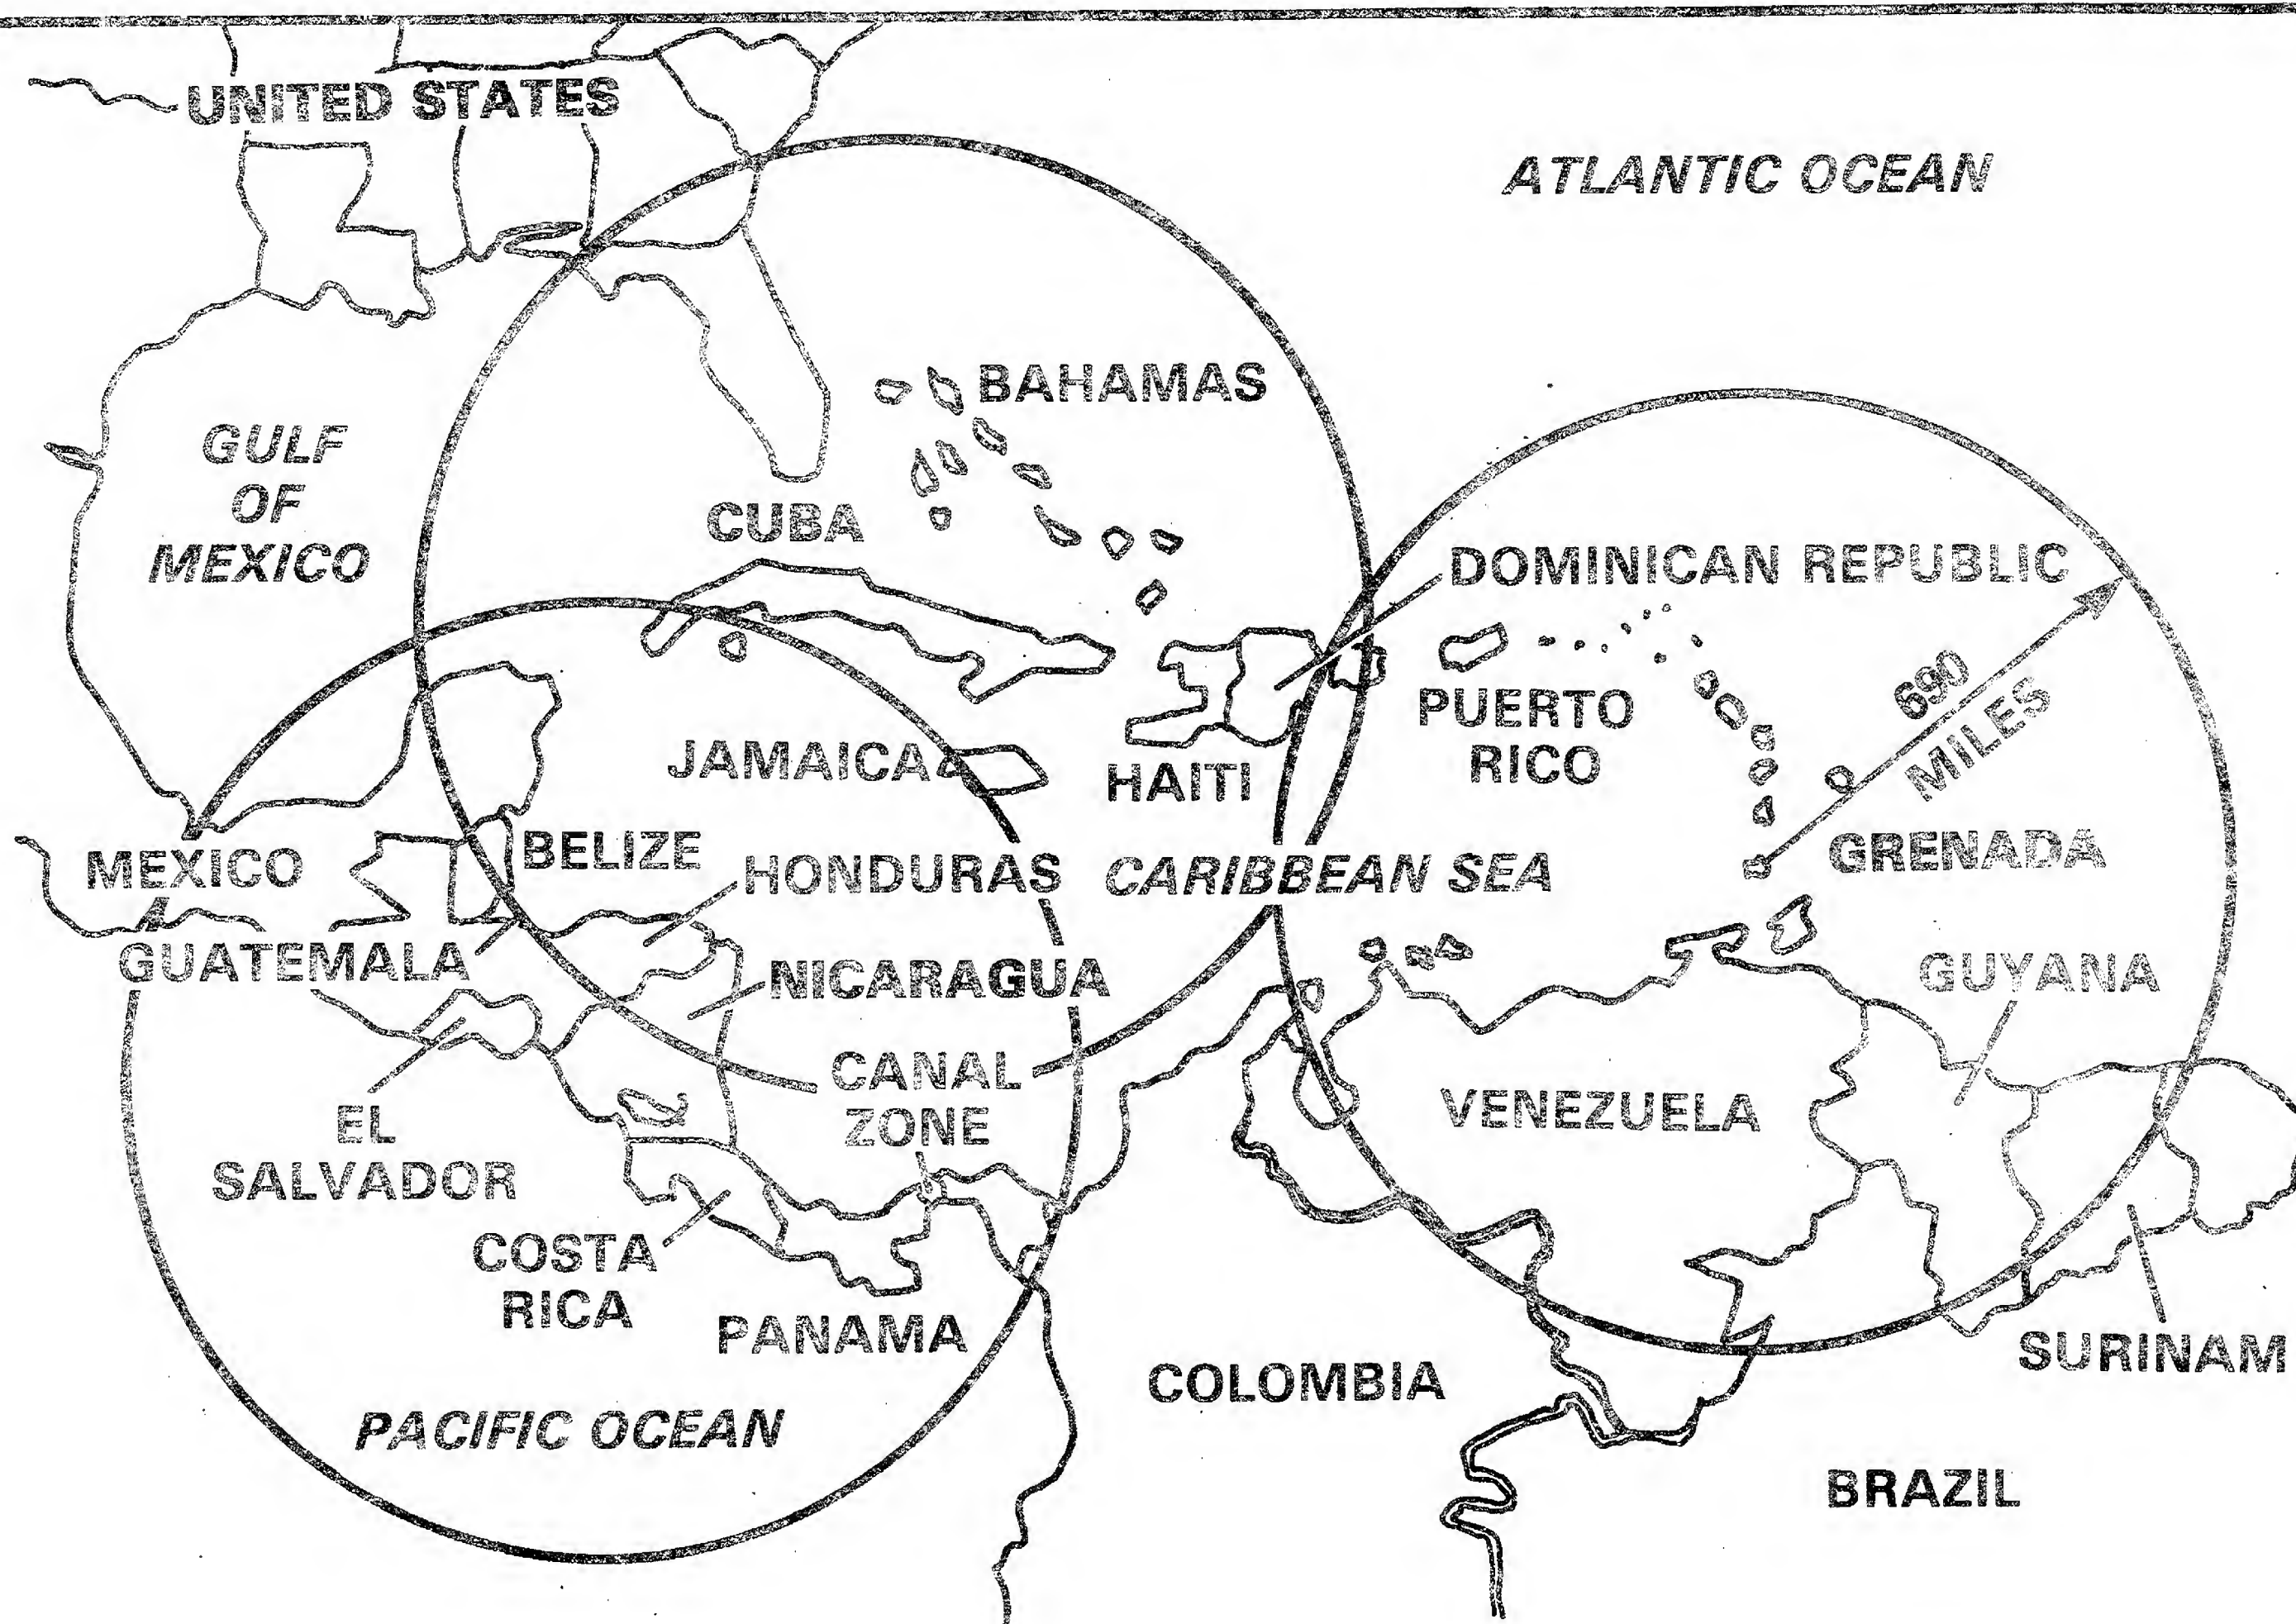 UNITED STATES
ATLANTIC OCEAN
BAHAMAS
GULF
OF
MEXICO
CUBA
DOMINICAN REPUBLIC
690
MILES
PUERTO
RICO
JAMAICA
HAITI
BELIZE
MEXICO
HONDURAS
CARIBBEAN SEA
GRENADA
GUATEMALA
NICARAGUA
GUYANA
CANAL
ZONE
VENEZUELA
EL
SALVADOR
COSTA
RICA
PANAMA
SURINAM
COLOMBIA
PACIFIC OCEAN
BRAZIL